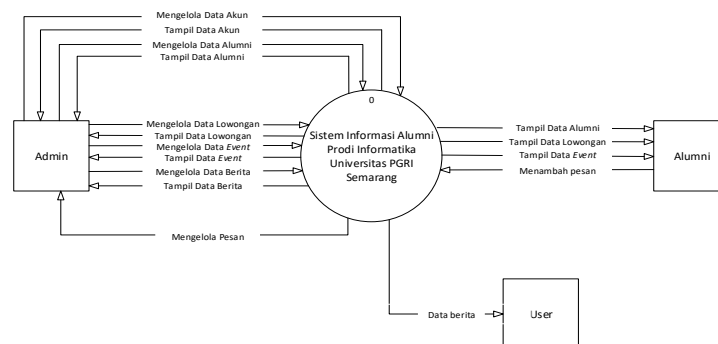 Mengelola Data Akun
Tampil Data Akun
Mengelola Data Alumni
Tampil Data Alumni
0
Mengelola Data Lowongan
Tampil Data Lowongan
Mengelola Data Event
Tampil Data Event
Mengelola Data Berita
Tampil Data Berita
Admin
Sistem Informasi Alumni
Prodi Informatika
Universitas PGRI
Semarang
Tampil Data Alumni
Tampil Data Lowongan
Tampil Data Event
Menambah pesan
Alumni
Mengelola Pesan
Data berita
User